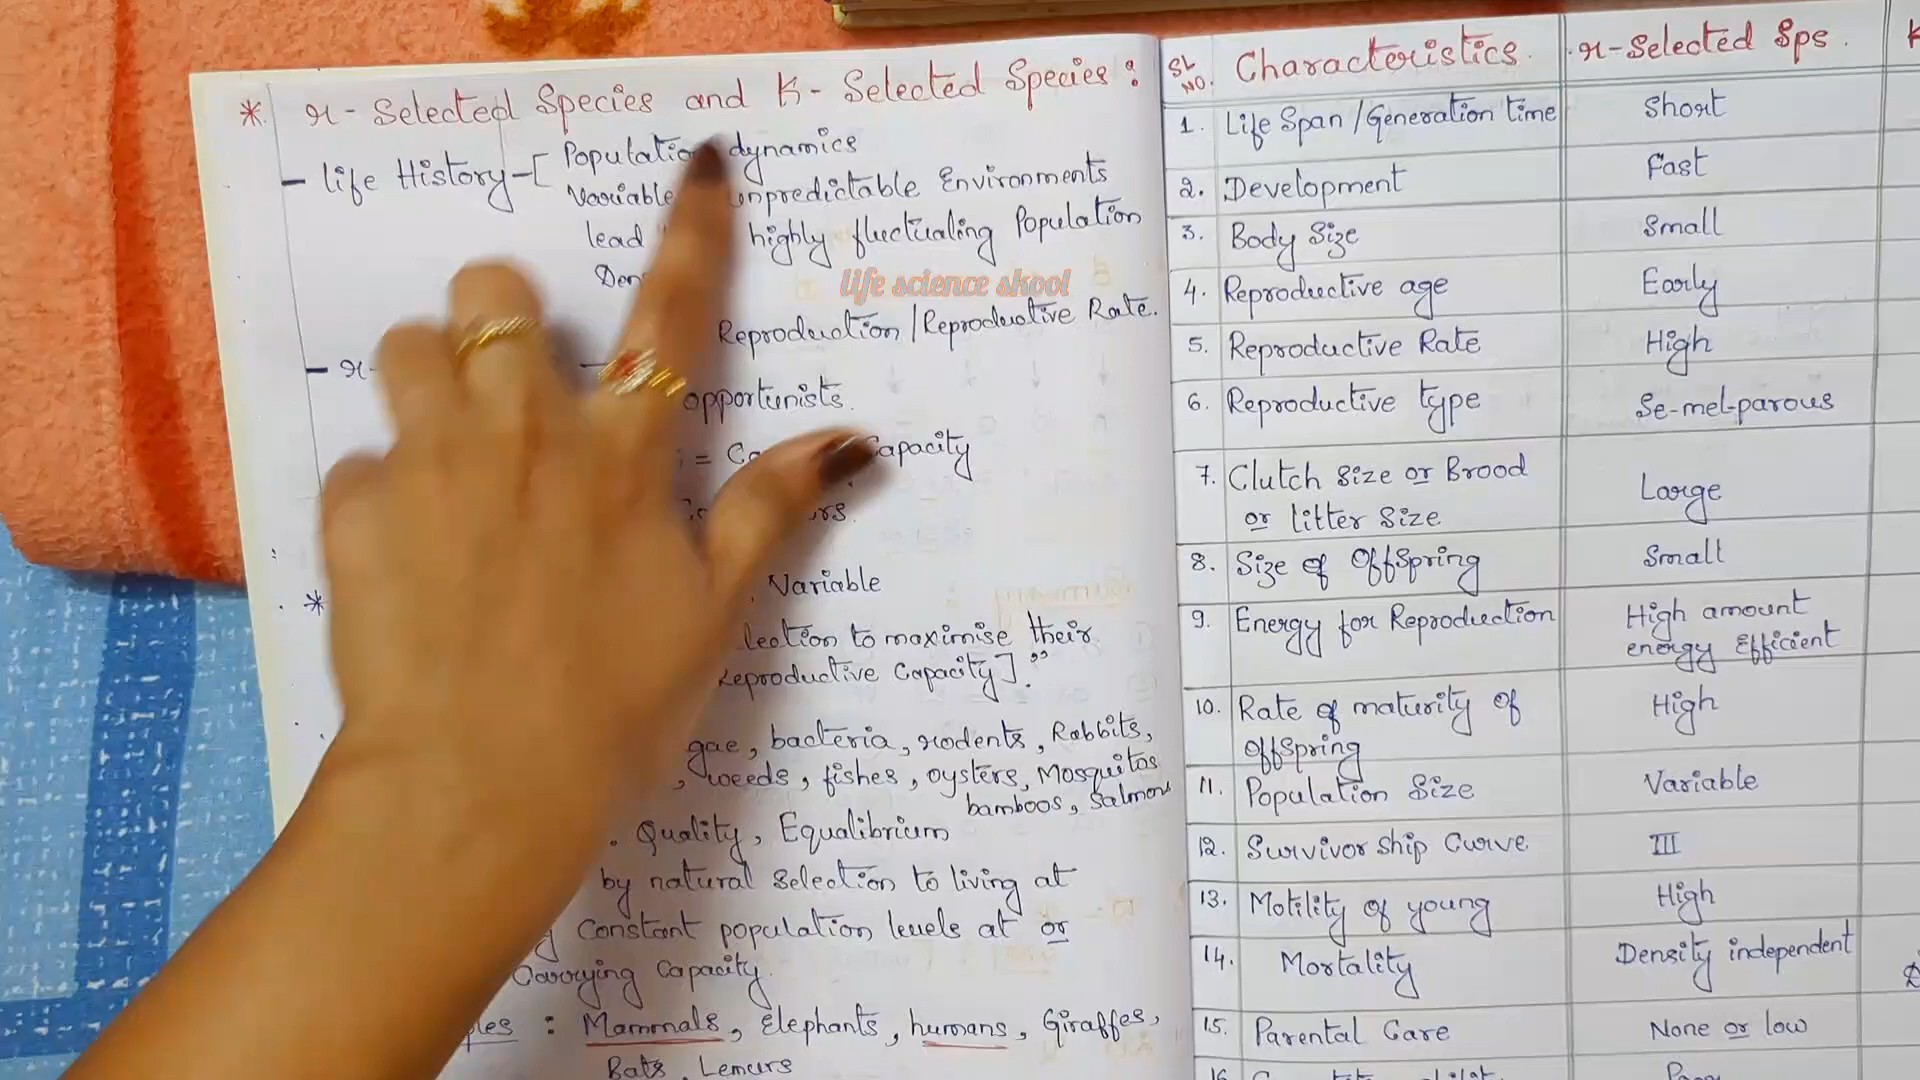 * r- Selected Species and K- Selected Species :
- life History -[ Population dynamics
Variable unpredictable Environments
lead highly fluctuating Population
life science skool
Reproduction / Reproductive Rate.
- r-
opportunists.
= Capacity
Variable
lection to maximise their
Reproductive Capacity] ."
gae, bacteria, rodents, Rabbits,
, weeds, fishes, oysters, Mosquitos
bamboos, Salmons
. Quality, Equalibrium
by natural Selection to living at
Constant population levels at or
Carrying Capacity.
ples : Mammals, Elephants, humans, Giraffes,
Bats, Lemurs
SL NO. Characteristics. r-Selected Sps. K
1. Life Span /Generation time Short
2. Development Fast
3. Body Size Small
4. Reproductive age Early
5. Reproductive Rate High
6. Reproductive type Se-mel-parous
7. Clutch Size or Brood Large
or litter Size
8. Size of Offspring Small
9. Energy for Reproduction High amount
energy Efficient
10. Rate of maturity of High
Offspring
11. Population Size Variable
12. Survivor ship Curve III
13. Motility of young High
14. Mortality Density independent
15. Parental Care None or low
16.